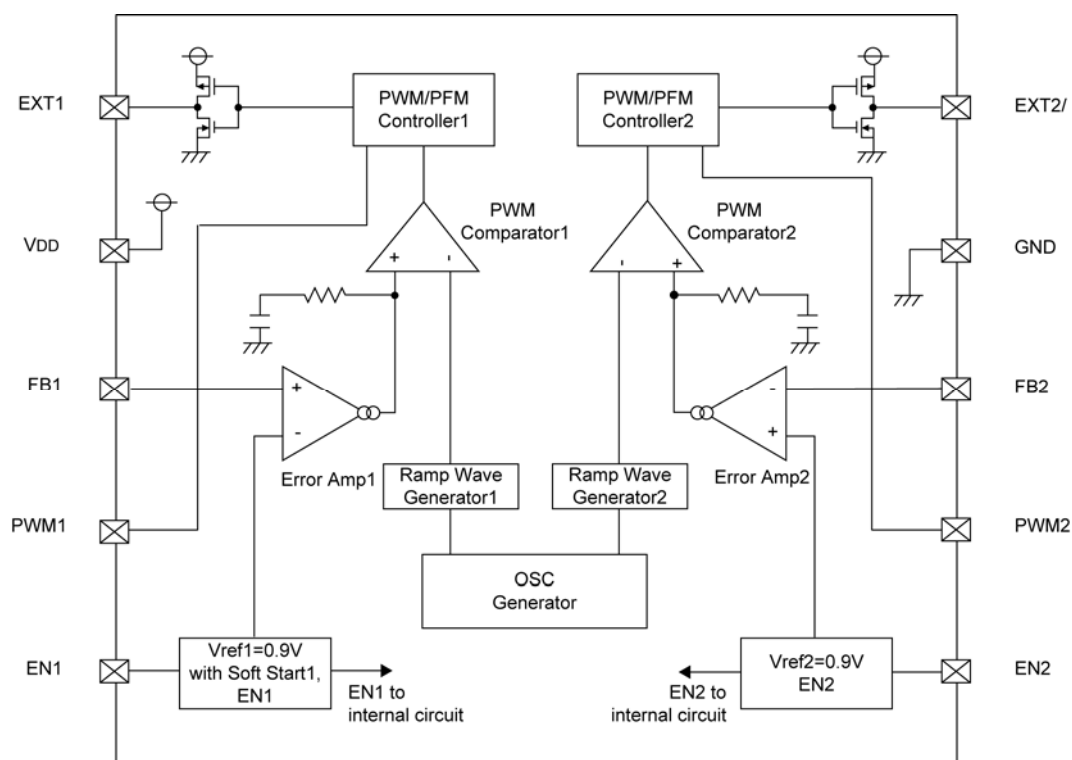 EXT1
PWM/PFM
Controller1
PWM/PFM
Controller2
EXT2/
VDD
PWM
Comparator1
PWM
Comparator2
GND
+
-
-
+
FB1
+
-
-
+
FB2
Error Amp1
Ramp Wave
Generator1
Ramp Wave
Generator2
Error Amp2
PWM1
PWM2
OSC
Generator
EN1
Vref1=0.9V
with Soft Start1,
EN1
EN1 to
internal circuit
EN2 to
internal circuit
Vref2=0.9V
EN2
EN2